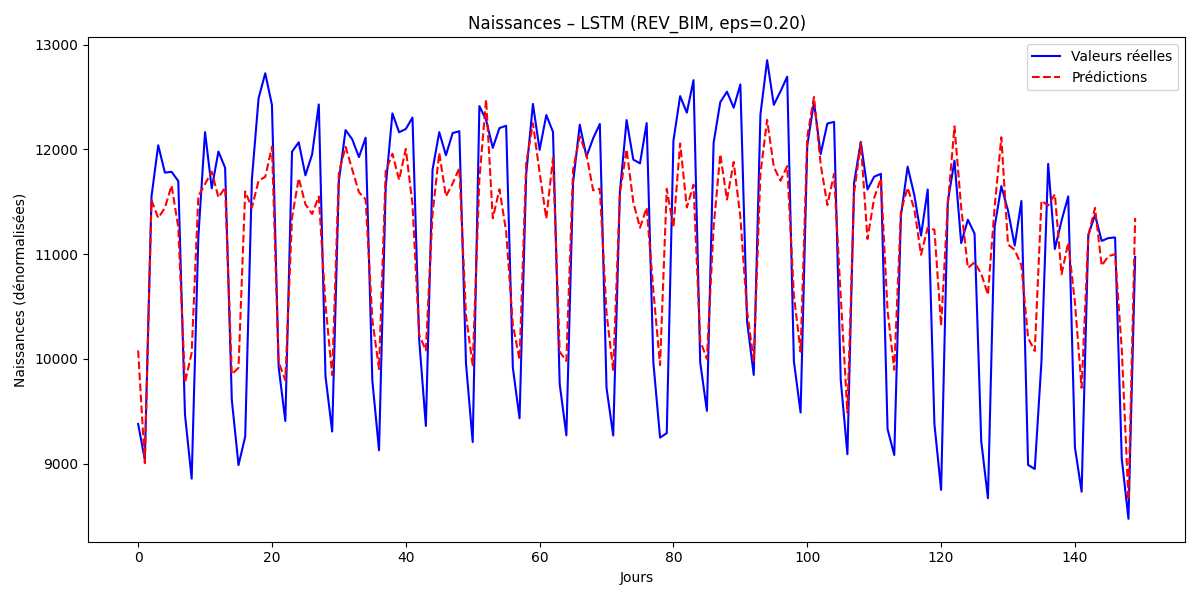 Naissances – LSTM (REV_BIM, eps=0.20)
Valeurs réelles
Prédictions
Naissances (dénormalisées)
13000
12000
11000
10000
9000
0 20 40 60 80 100 120 140
Jours